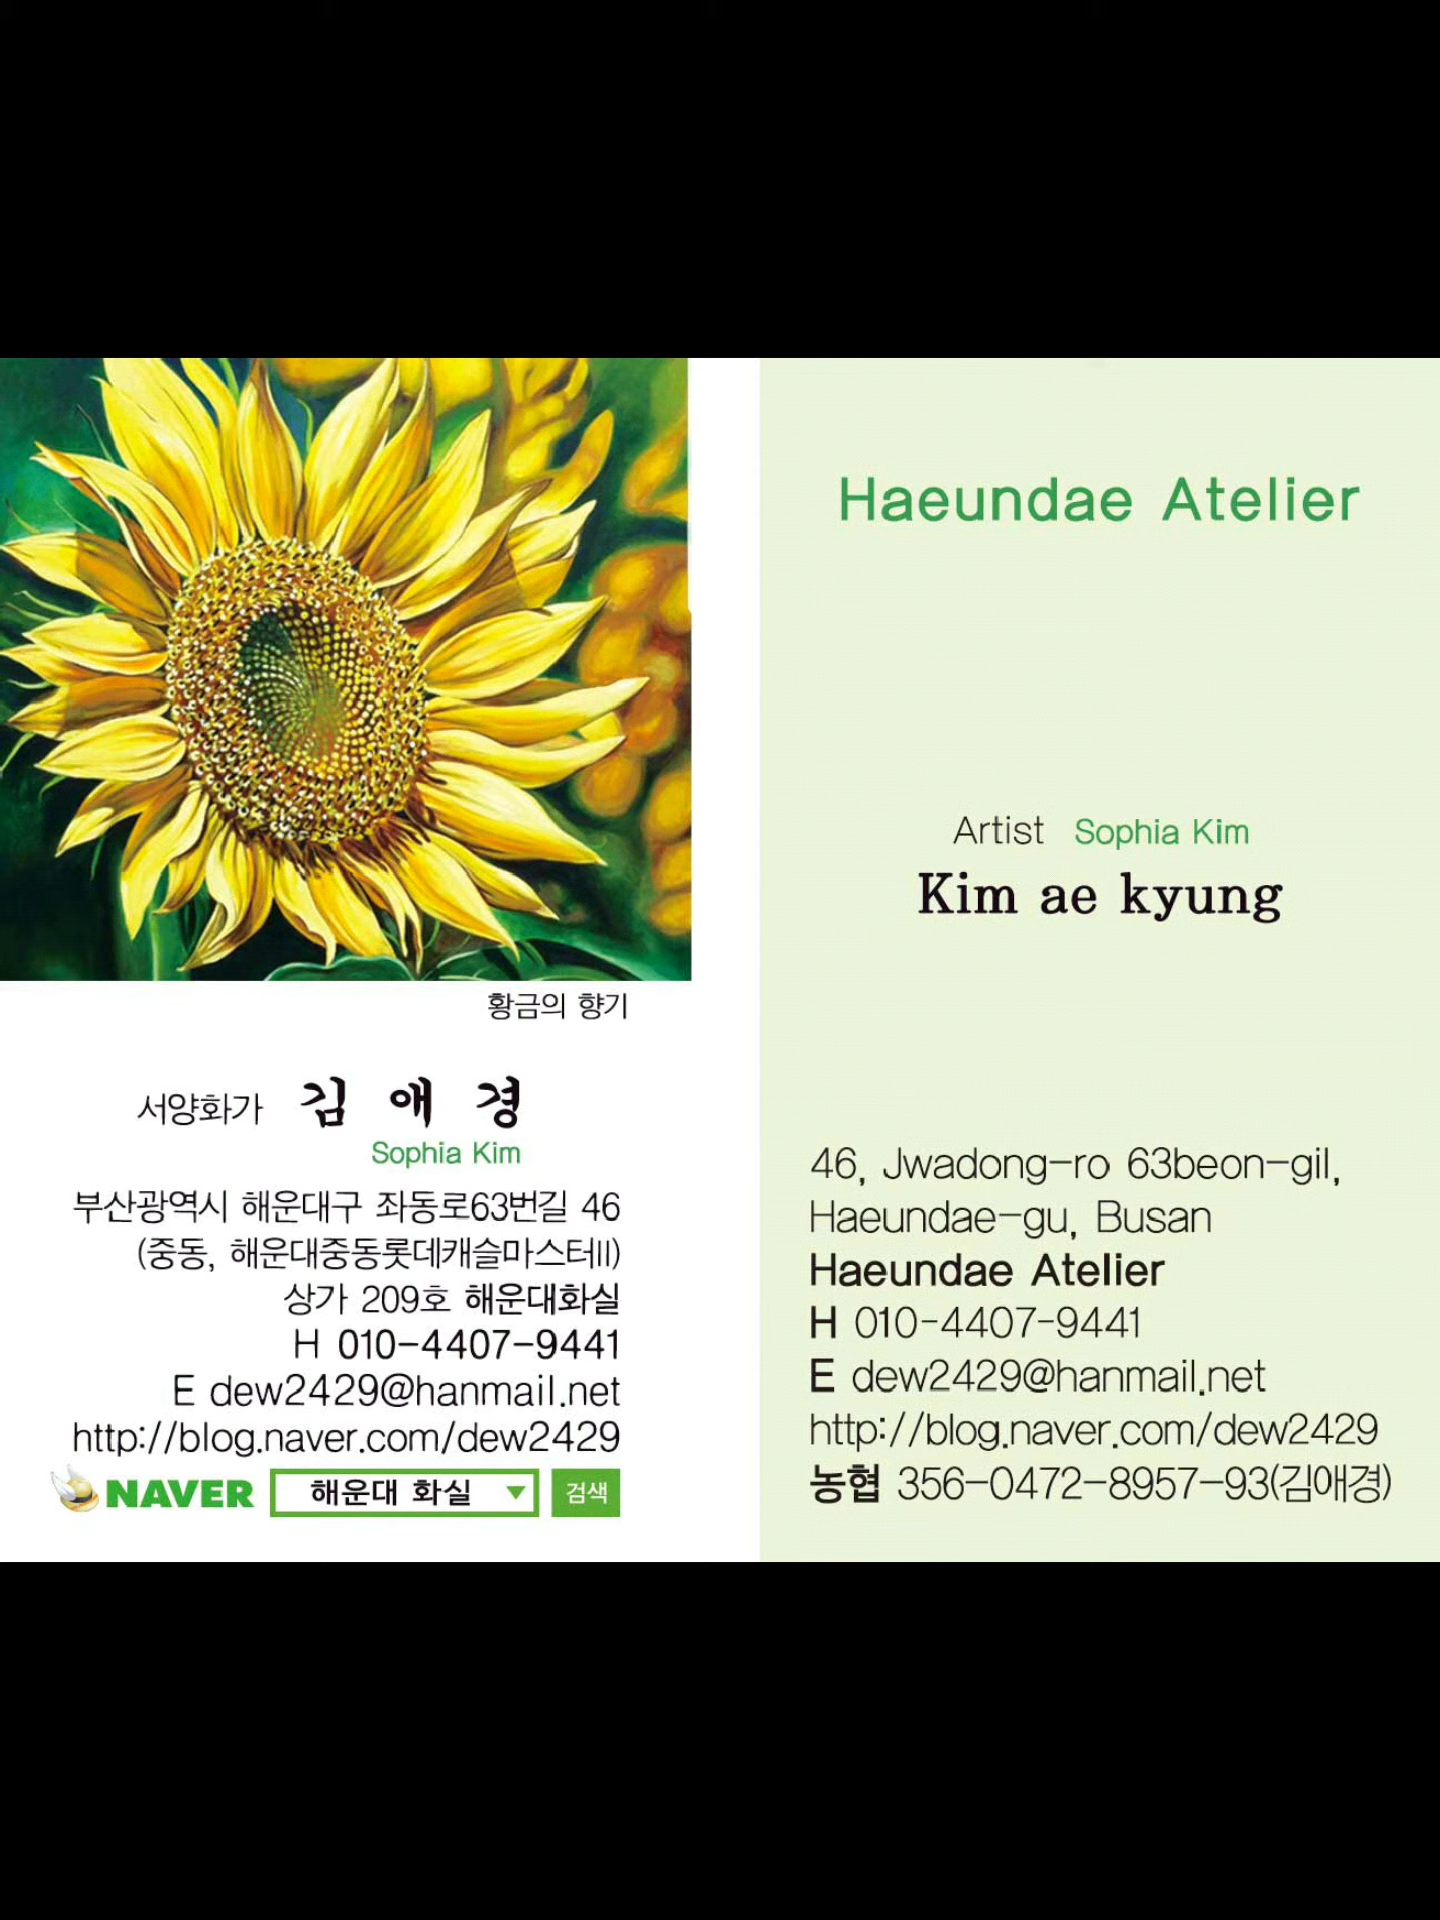 황금의 향기
서양화가 김 애 경
Sophia Kim
부산광역시 해운대구 좌동로63번길 46
(중동, 해운대중동롯데캐슬마스터II)
상가 209호 해운대화실
H 010-4407-9441
E dew2429@hanmail.net
http://blog.naver.com/dew2429
NAVER 해운대 화실 검색
Haeundae Atelier
Artist Sophia Kim
Kim ae kyung
46, Jwadong-ro 63beon-gil,
Haeundae-gu, Busan
Haeundae Atelier
H 010-4407-9441
E dew2429@hanmail.net
http://blog.naver.com/dew2429
농협 356-0472-8957-93(김애경)